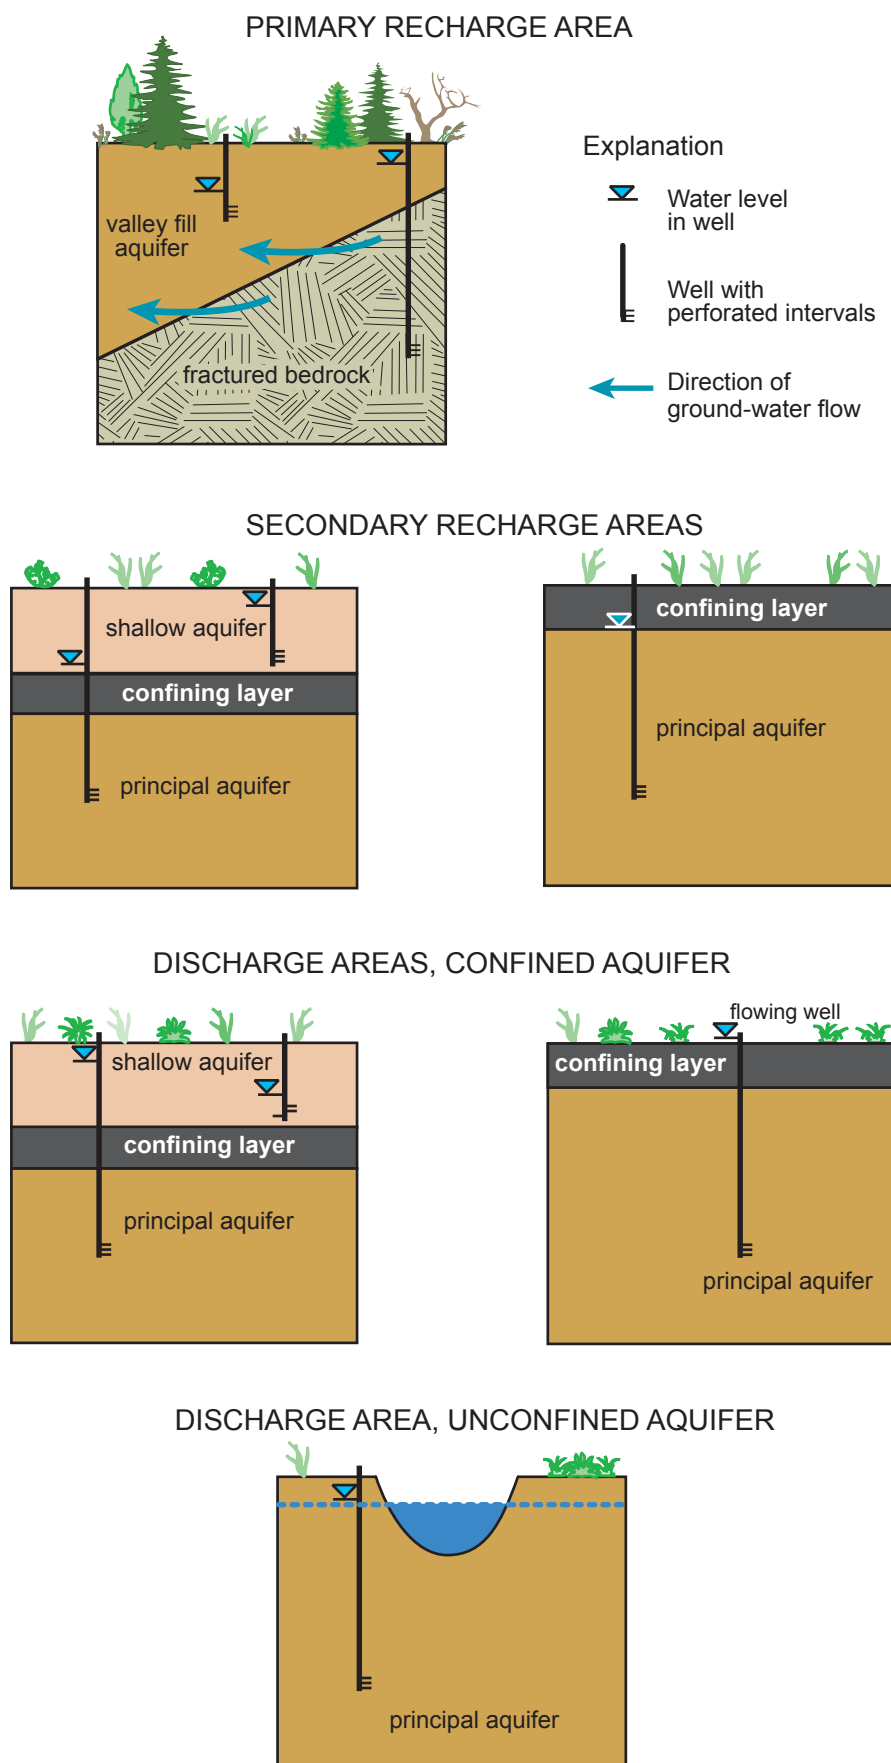 PRIMARY RECHARGE AREA
valley fill
aquifer
fractured bedrock
Explanation
Water level
in well
Well with
perforated intervals
Direction of
ground-water flow
SECONDARY RECHARGE AREAS
shallow aquifer
confining layer
principal aquifer
confining layer
principal aquifer
DISCHARGE AREAS, CONFINED AQUIFER
shallow aquifer
confining layer
principal aquifer
flowing well
confining layer
principal aquifer
DISCHARGE AREA, UNCONFINED AQUIFER
principal aquifer